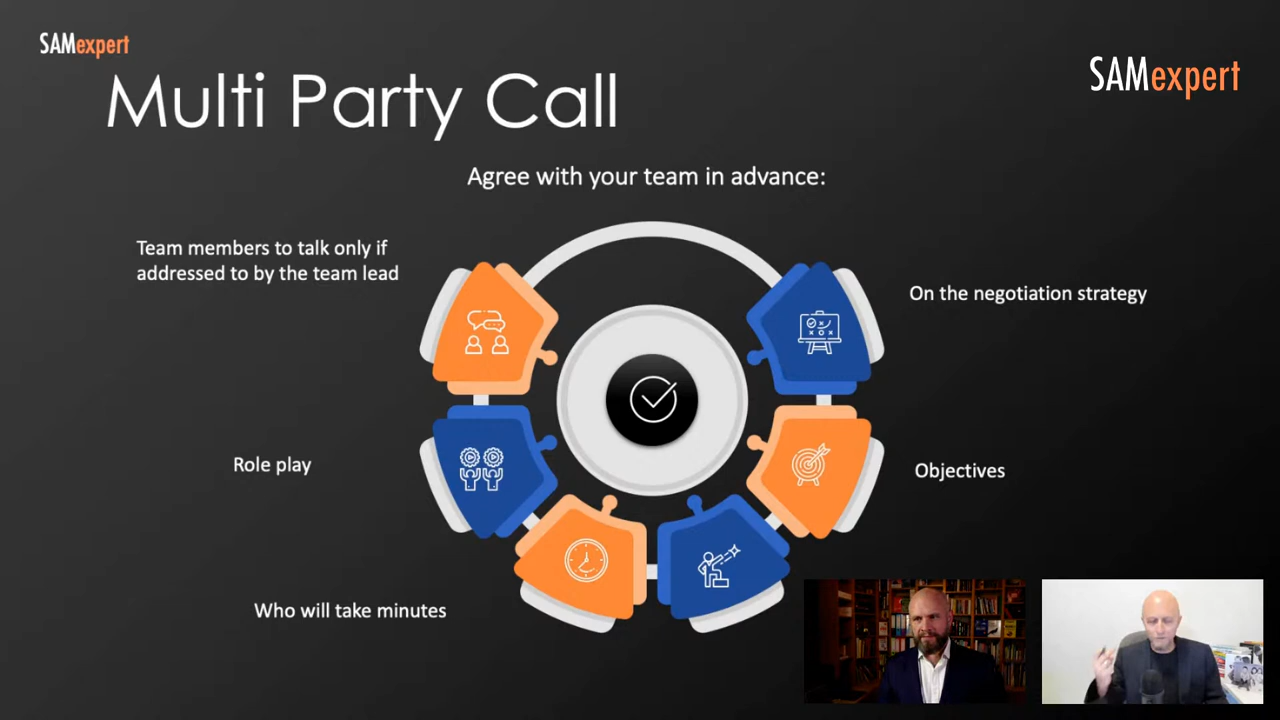 SAMexpert
SAMexpert
Multi Party Call
Agree with your team in advance:
Team members to talk only if
addressed to by the team lead
On the negotiation strategy
Role play
Objectives
Who will take minutes